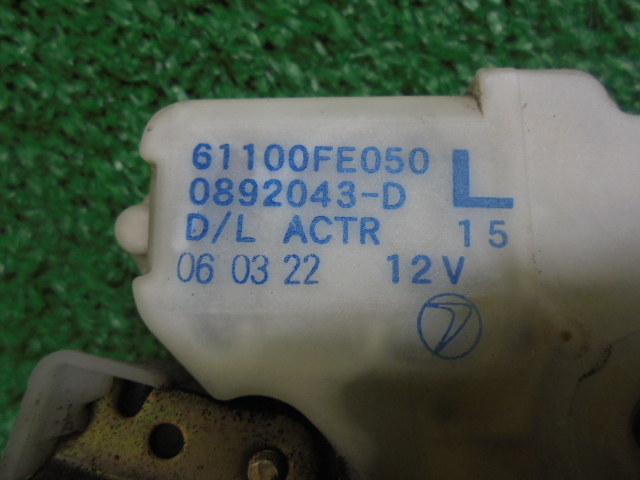 61100FE050
0892043-D L
D/L ACTR 15
06 03 22 12V